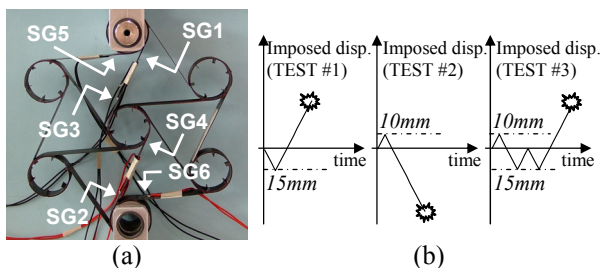 SG5
SG1
SG3
SG4
SG6
SG2
(a)
Imposed disp.
(TEST #1)
time
15mm
Imposed disp.
(TEST #2)
10mm
time
Imposed disp.
(TEST #3)
10mm
time
15mm
(b)